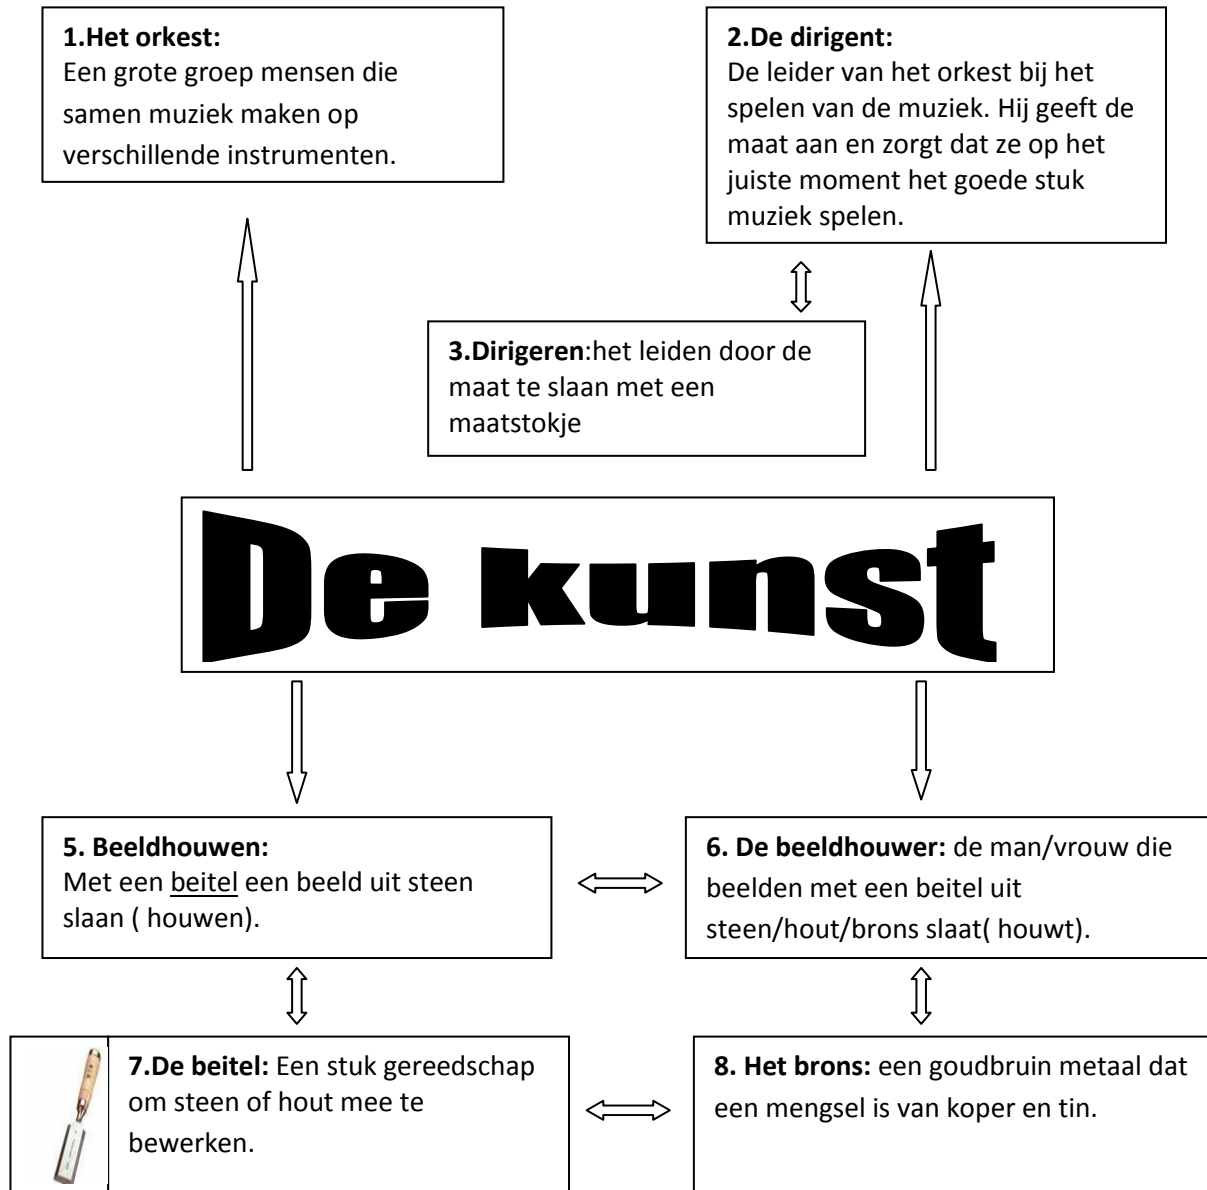 1.Het orkest:
Een grote groep mensen die
samen muziek maken op
verschillende instrumenten.
2.De dirigent:
De leider van het orkest bij het
spelen van de muziek. Hij geeft de
maat aan en zorgt dat ze op het
juiste moment het goede stuk
muziek spelen.
3.Dirigeren:het leiden door de
maat te slaan met een
maatstokje
De kunst
5. Beeldhouwen:
Met een beitel een beeld uit steen
slaan ( houwen).
6. De beeldhouwer: de man/vrouw die
beelden met een beitel uit
steen/hout/brons slaat( houwt).
7.De beitel: Een stuk gereedschap
om steen of hout mee te
bewerken.
8. Het brons: een goudbruin metaal dat
een mengsel is van koper en tin.